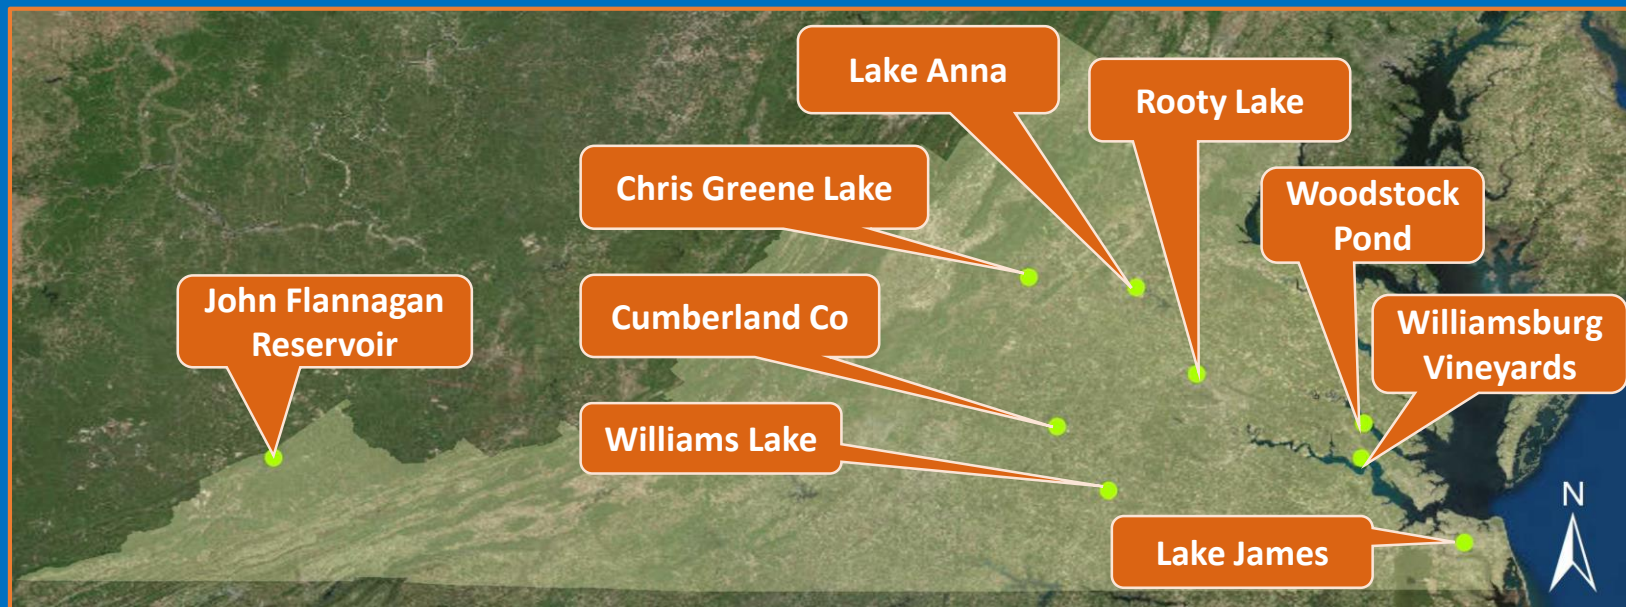 Lake Anna
Rooty Lake
Chris Greene Lake
Woodstock
Pond
John Flannagan
Reservoir
Cumberland Co
Williamsburg
Vineyards
Williams Lake
N
Lake James